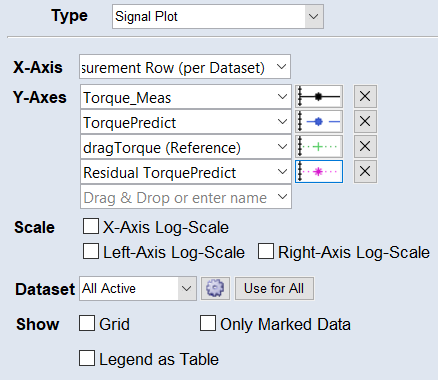 Type Signal Plot
X-Axis surement Row (per Dataset)
Y-Axes Torque_Meas
TorquePredict
dragTorque (Reference)
Residual TorquePredict
Drag & Drop or enter name
Scale X-Axis Log-Scale
Left-Axis Log-Scale Right-Axis Log-Scale
Dataset All Active Use for All
Show Grid Only Marked Data
Legend as Table